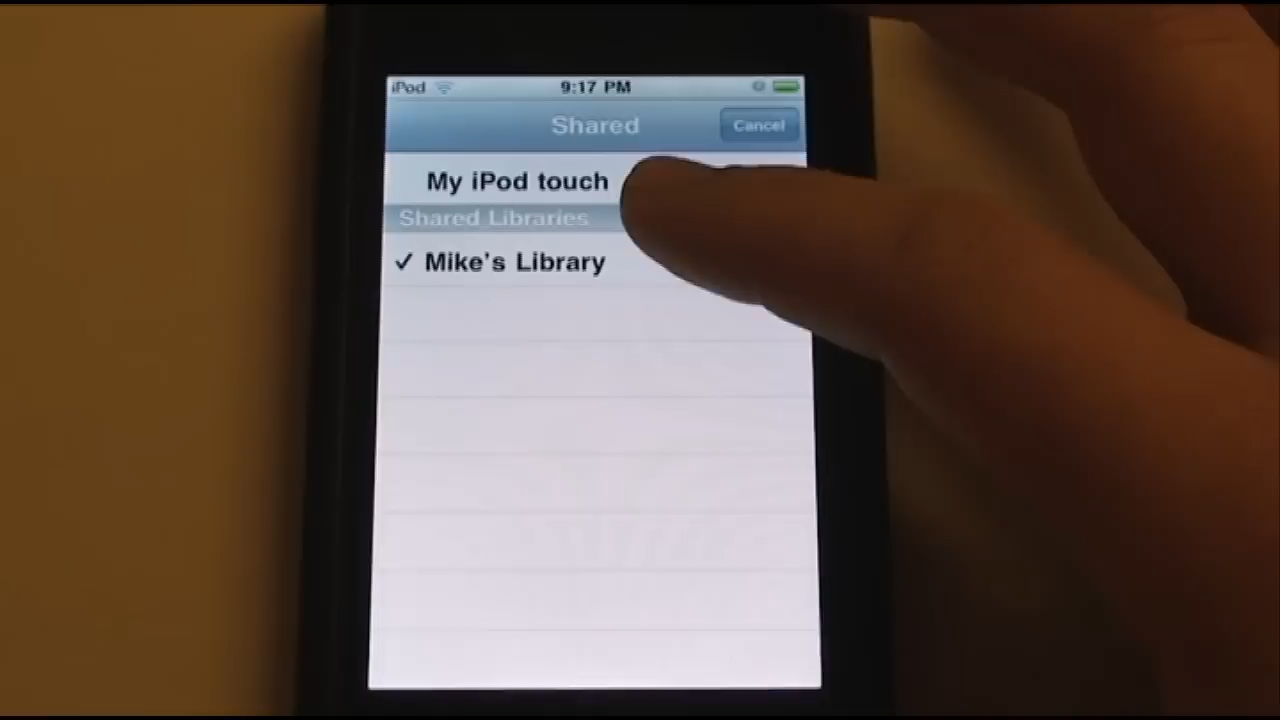 iPod 9:17 PM
Shared Cancel
My iPod touch
Shared Libraries
✓ Mike's Library